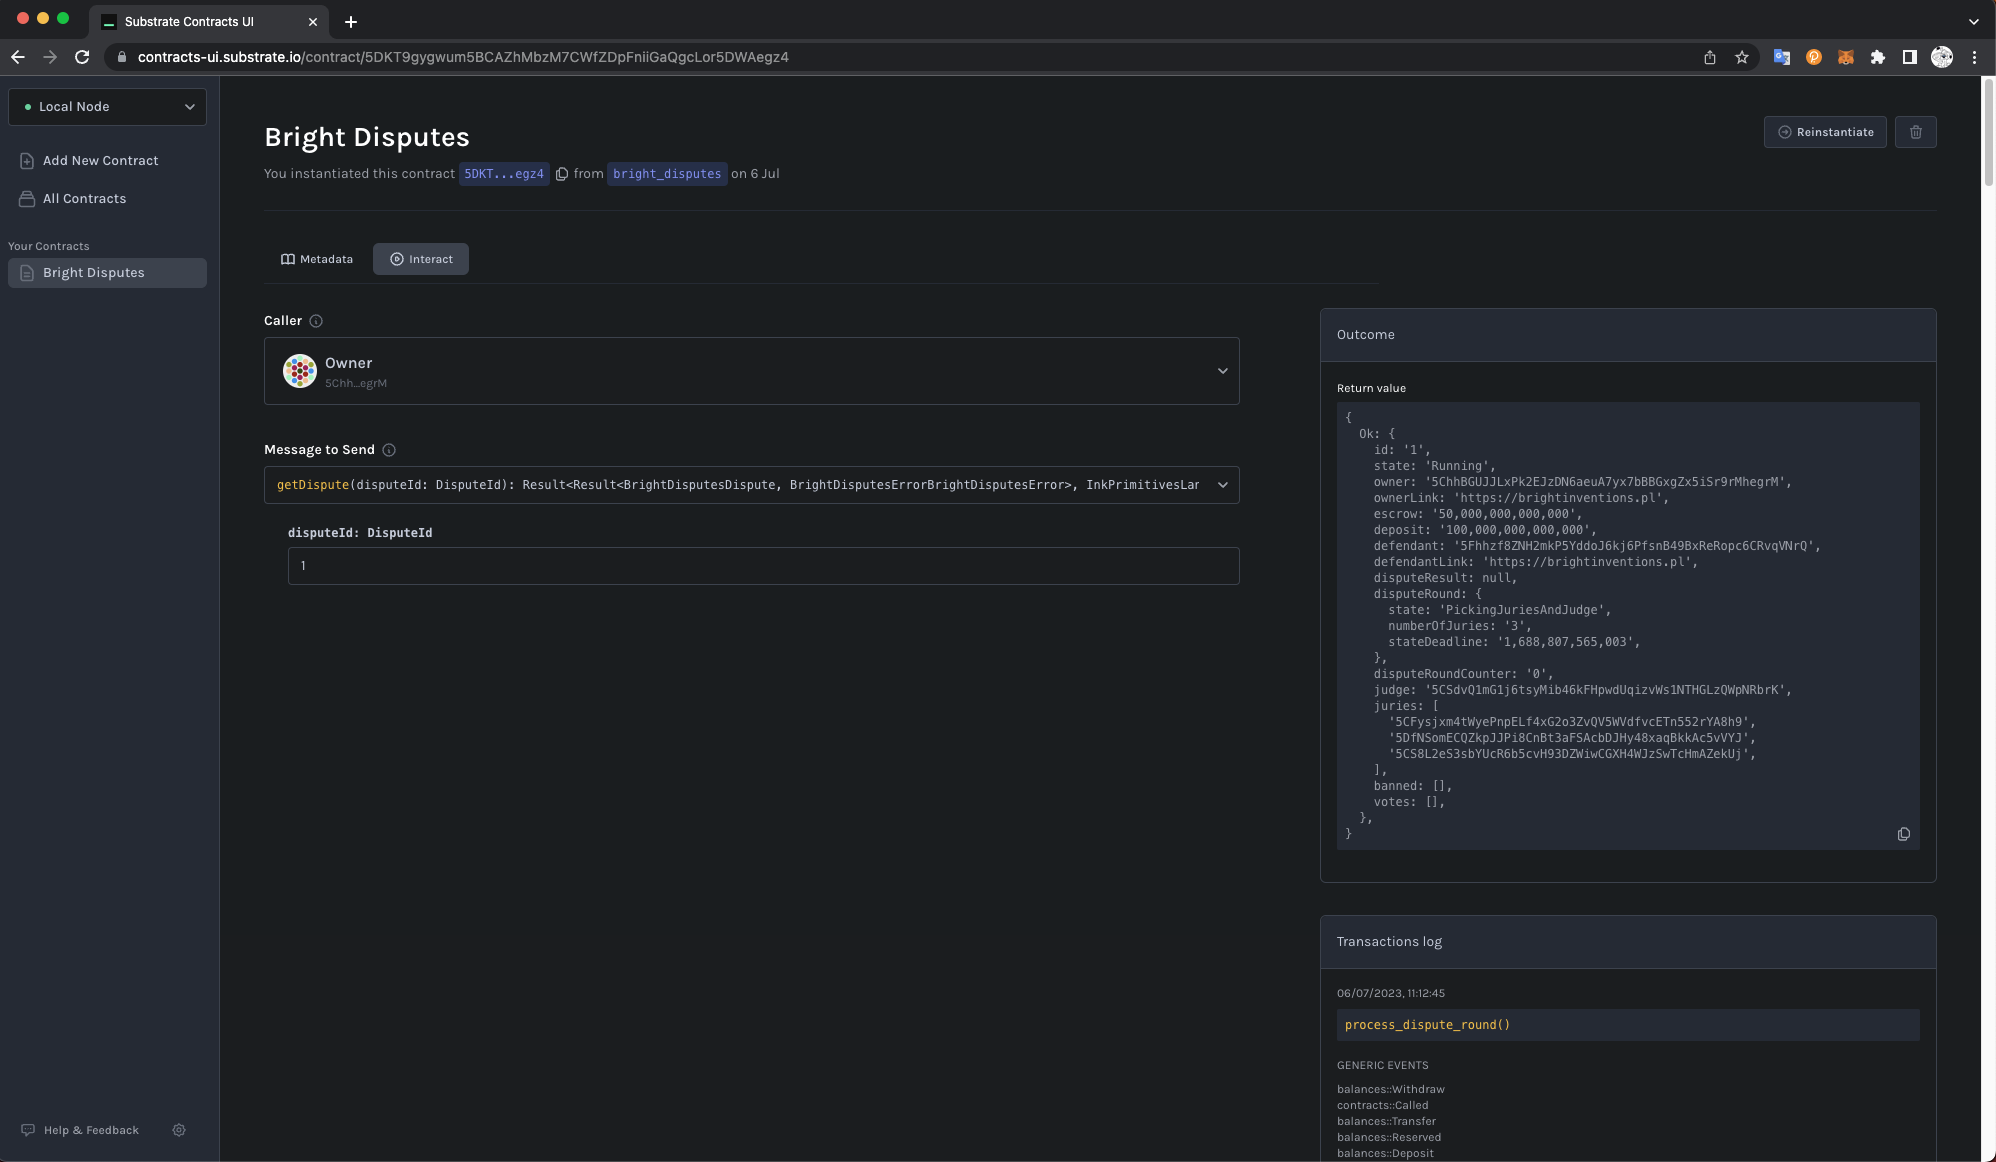 Substrate Contracts UI
contracts-ui.substrate.io/contract/5DKT9gygwum5BCAZhMbzM7CWfZDpFniiGaQgcLor5DWAegz4
Local Node
Add New Contract
All Contracts
Your Contracts
Bright Disputes
Help & Feedback
Bright Disputes
Reinstantiate
You instantiated this contract 5DKT...egz4 from bright_disputes on 6 Jul
Metadata
Interact
Caller
Owner
5Chh…egrM
Message to Send
getDispute(disputeId: DisputeId): Result<Result<BrightDisputesDispute, BrightDisputesErrorBrightDisputesError>, InkPrimitivesLar
disputeId: DisputeId
1
Outcome
Return value
{
Ok: {
id: '1',
state: 'Running',
owner: '5ChhBGUJJLxPk2EJzDN6aeuA7yx7bBBGxgZx5iSr9rMhegrM',
ownerLink: 'https://brightinventions.pl',
escrow: '50,000,000,000,000',
deposit: '100,000,000,000,000',
defendant: '5Fhhzf8ZNH2mkP5YddoJ6kj6PfsnB49BxReRopc6CRvqVNrQ',
defendantLink: 'https://brightinventions.pl',
disputeResult: null,
disputeRound: {
state: 'PickingJuriesAndJudge',
numberOfJuries: '3',
stateDeadline: '1,688,807,565,003',
},
disputeRoundCounter: '0',
judge: '5CSdvQ1mG1j6tsyMib46kFHpwdUqizvWs1NTHGLzQWpNRbrK',
juries: [
'5CFysjxm4tWyePnpELf4xG2o3ZvQV5WVdfvcETn552rYA8h9',
'5DfNSomECQZkpJJPi8CnBt3aFSAcbDJHy48xaqBkkAc5vVYJ',
'5CS8L2eS3sbYUcR6b5cvH93DZWiwCGXH4WJzSwTcHmAZekUj',
],
banned: [],
votes: [],
},
}
Transactions log
06/07/2023, 11:12:45
process_dispute_round()
GENERIC EVENTS
balances::Withdraw
contracts::Called
balances::Transfer
balances::Reserved
balances::Deposit